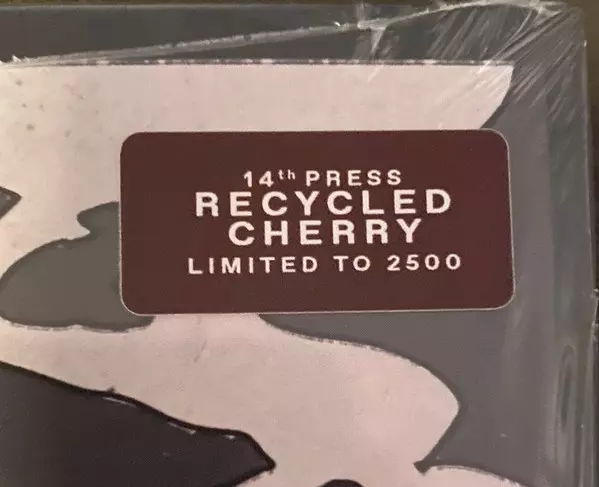 14th PRESS
RECYCLED
CHERRY
LIMITED TO 2500